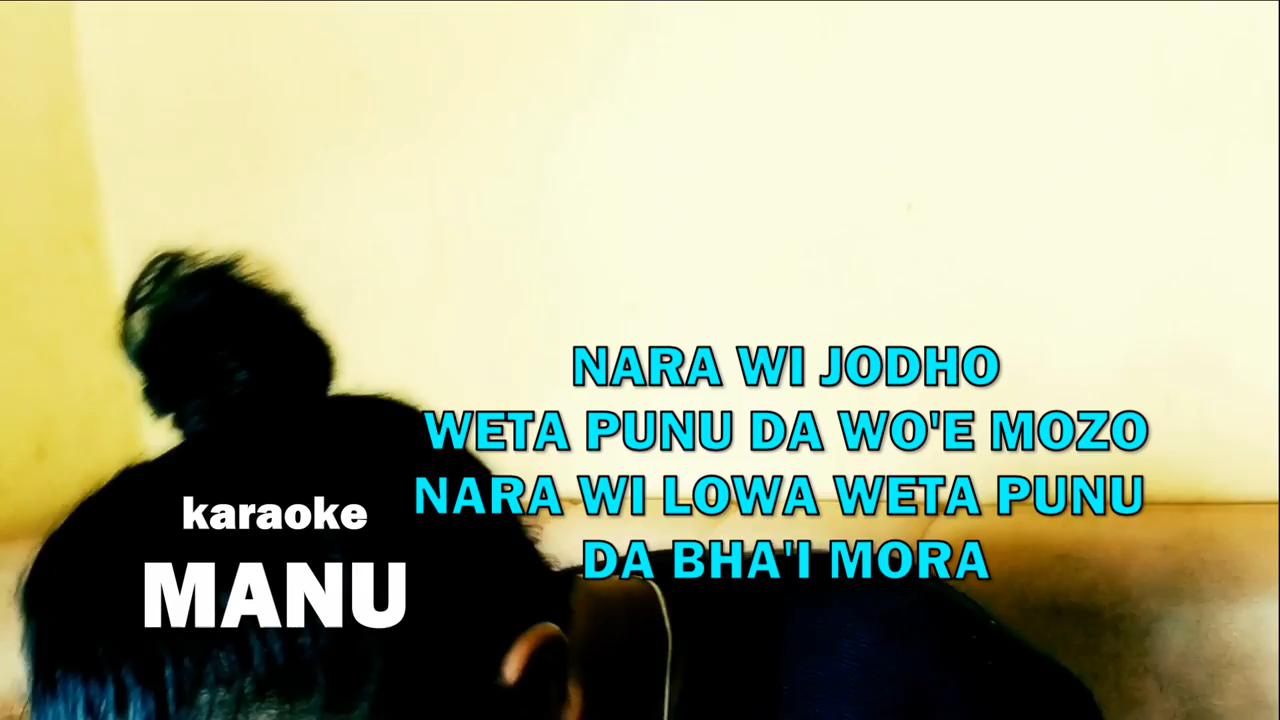 NARA WI JODHO
WETA PUNU DA WO'E MOZO
NARA WI LOWA WETA PUNU
DA BHA'I MORA
karaoke
MANU